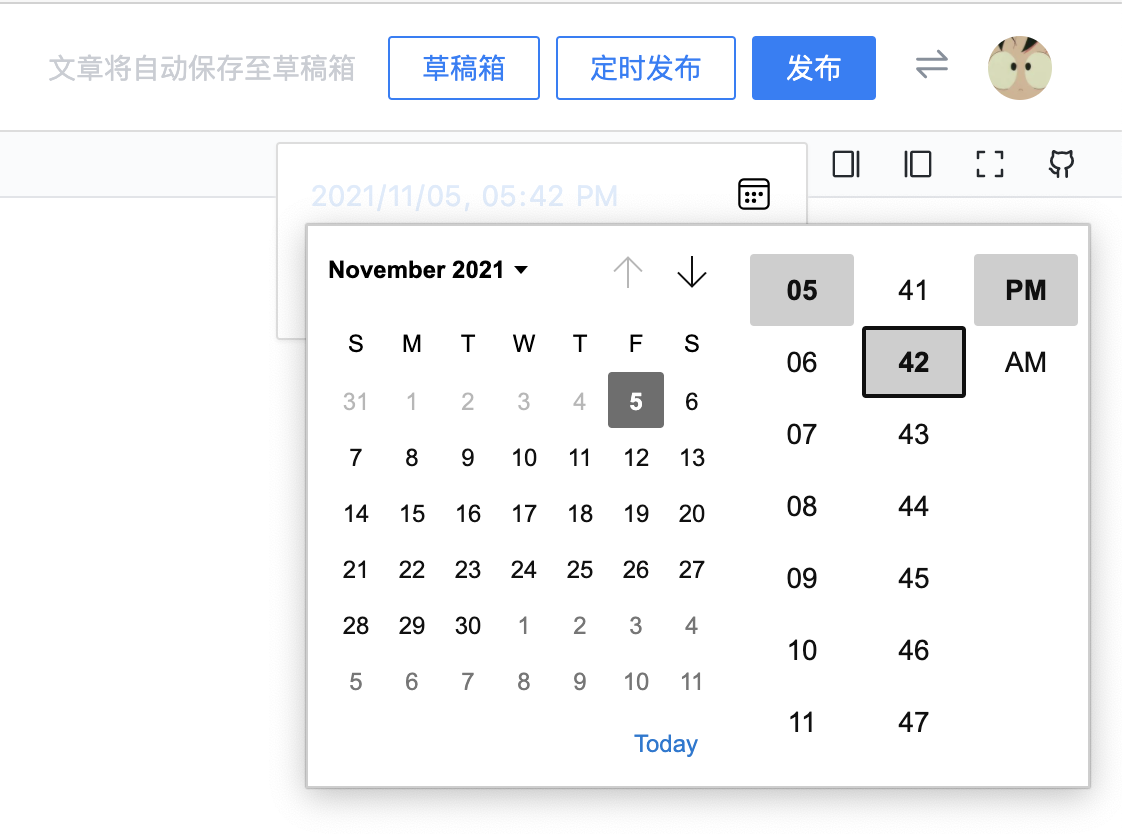 文章将自动保存至草稿箱 草稿箱 定时发布 发布
2021/11/05, 05:42 PM
November 2021
S M T W T F S
31 1 2 3 4 5 6
7 8 9 10 11 12 13
14 15 16 17 18 19 20
21 22 23 24 25 26 27
28 29 30 1 2 3 4
5 6 7 8 9 10 11
Today
05 41 PM
06 42 AM
07 43
08 44
09 45
10 46
11 47